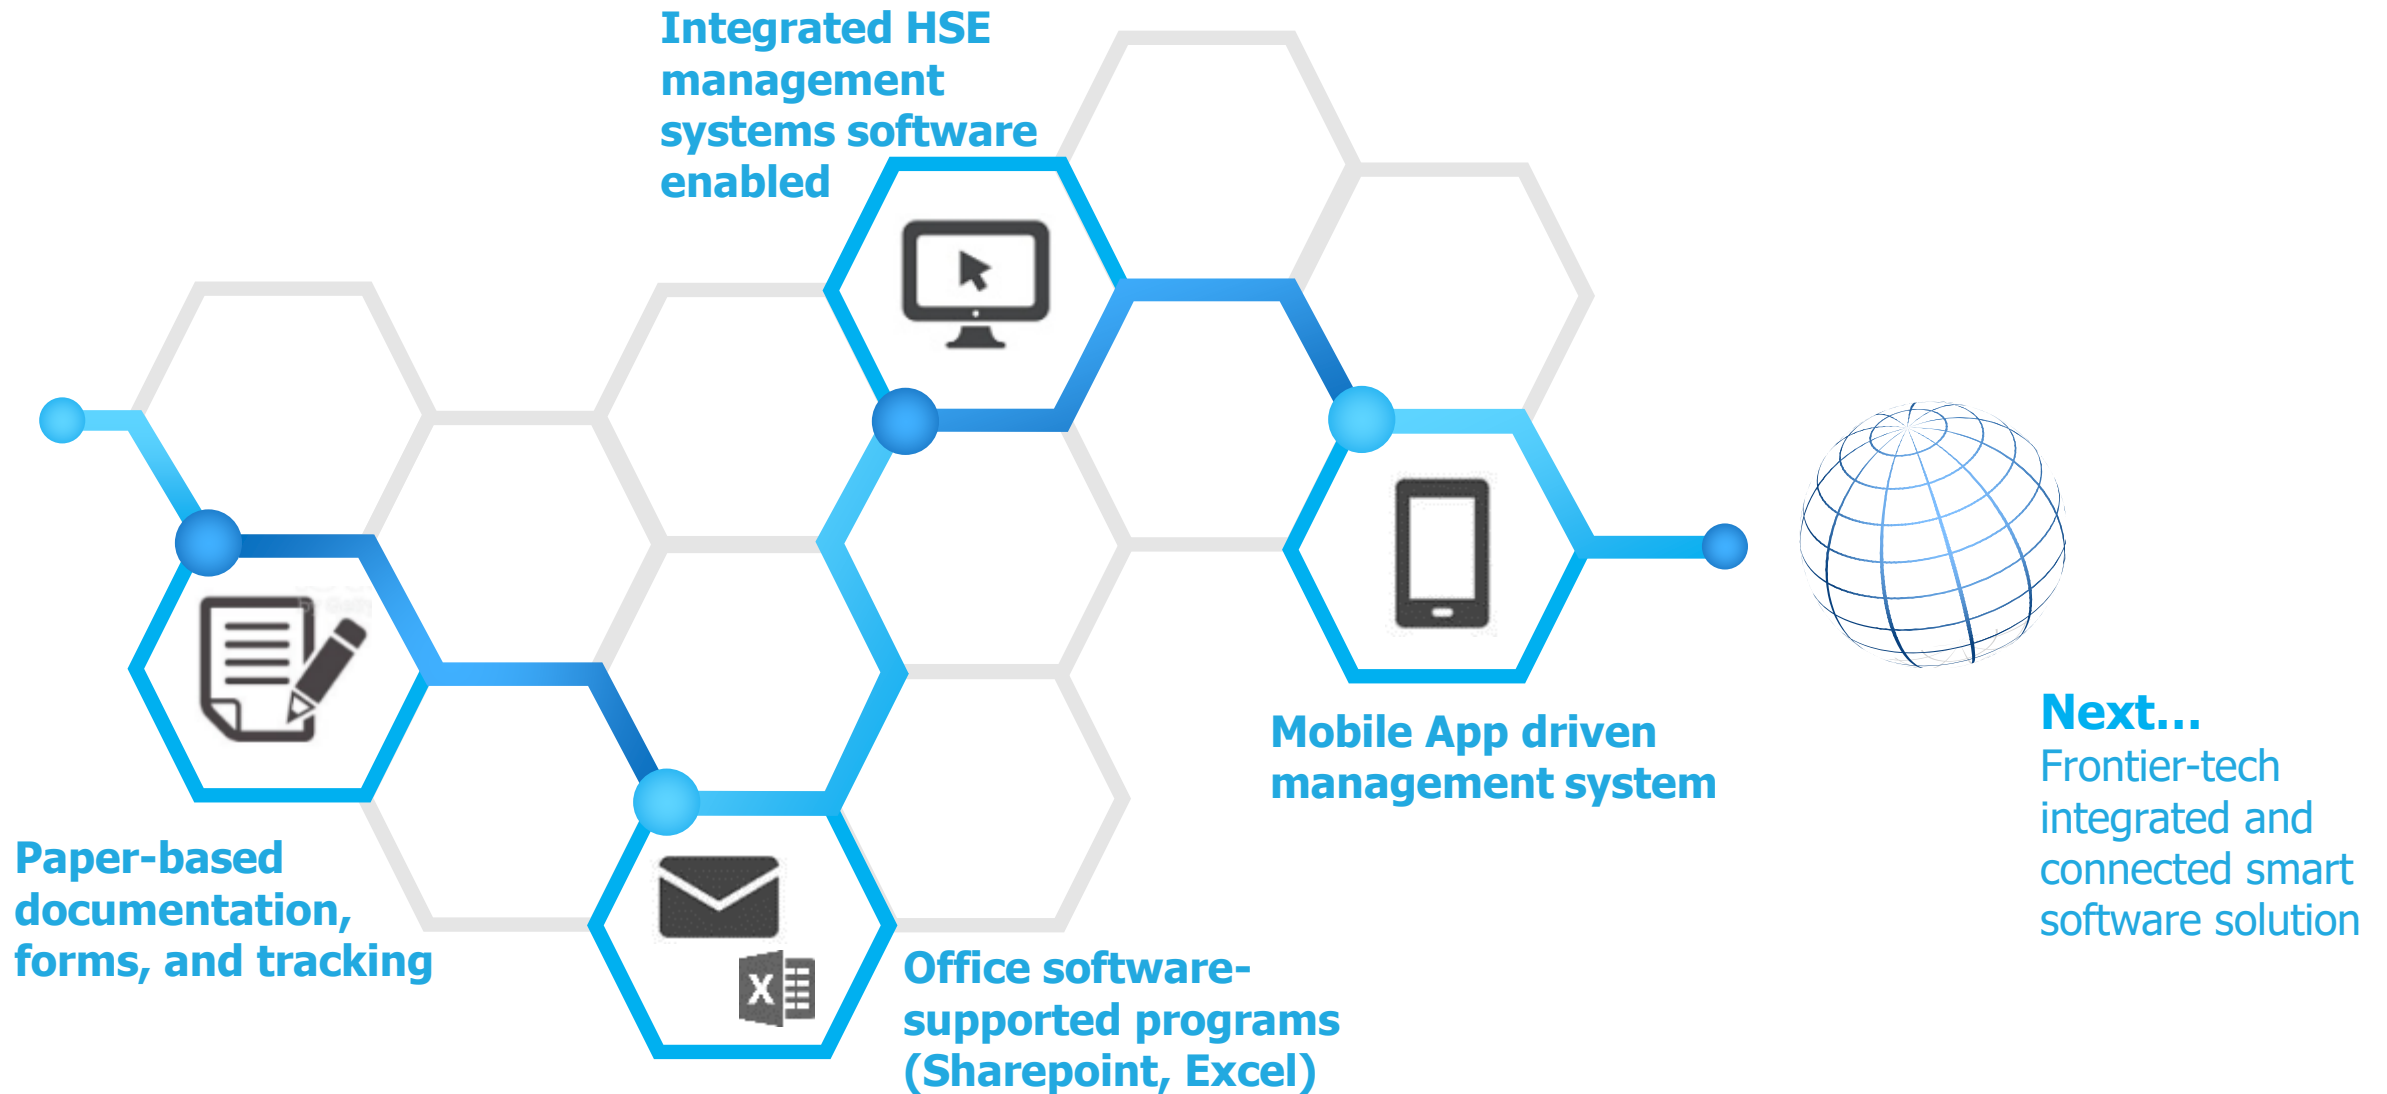 Integrated HSE
management
systems software
enabled
Paper-based
documentation,
forms, and tracking
X
Office software-
supported programs
(Sharepoint, Excel)
Mobile App driven
management system
Next...
Frontier-tech
integrated and
connected smart
software solution